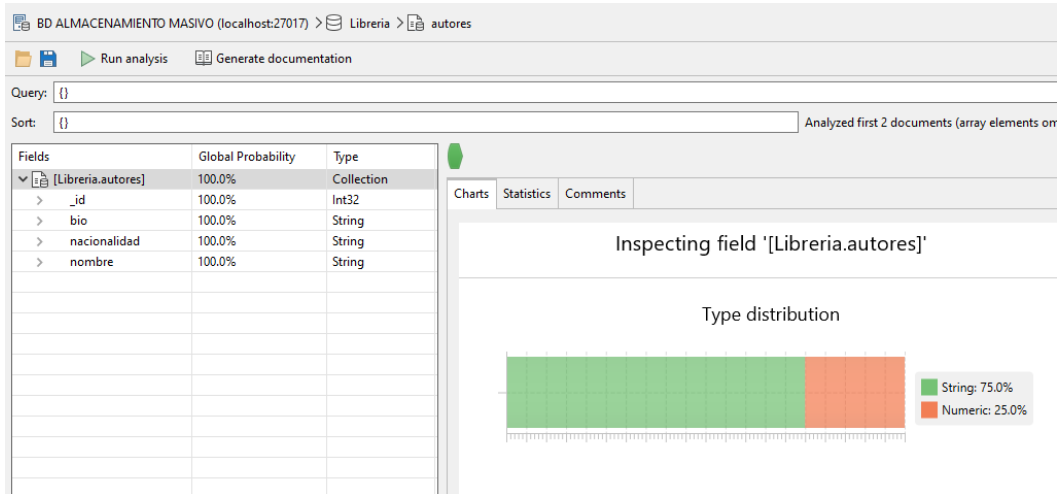 BD ALMACENAMIENTO MASIVO (localhost:27017) > Libreria > autores
Run analysis Generate documentation
Query: {}
Sort: {} Analyzed first 2 documents (array elements om
Fields Global Probability Type
[Libreria.autores] 100.0% Collection
_id 100.0% Int32
bio 100.0% String
nacionalidad 100.0% String
nombre 100.0% String
Charts Statistics Comments
Inspecting field '[Libreria.autores]'
Type distribution
String: 75.0%
Numeric: 25.0%